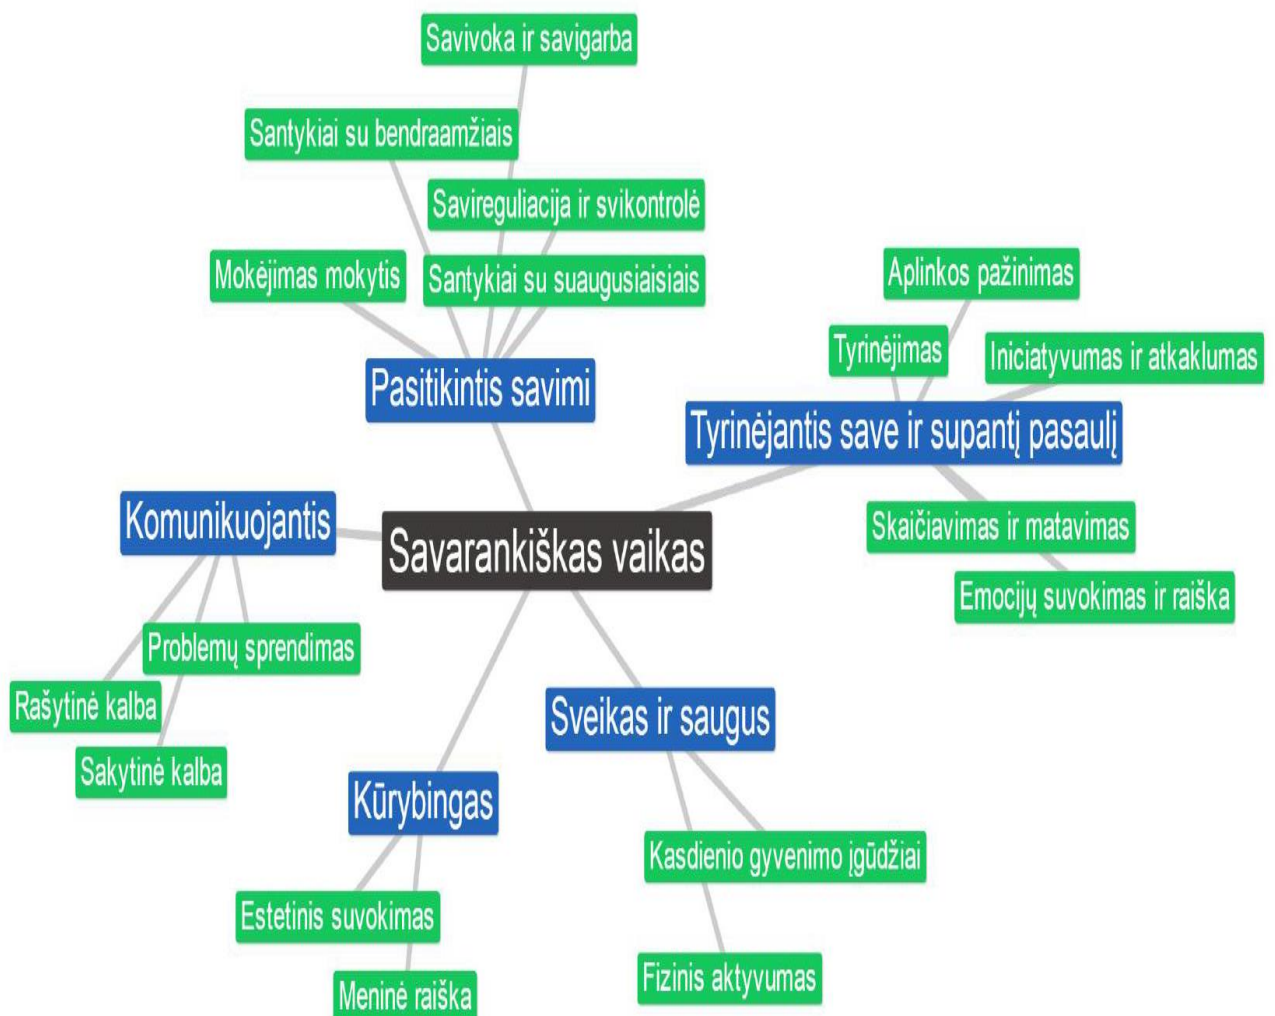 Savivoka ir savigarba
Santykiai su bendraamžiais
Savireguliacija ir svikontrolė
Mokėjimas mokytis
Santykiai su suaugusiaisiais
Pasitikintis savimi
Aplinkos pažinimas
Tyrinėjimas
Iniciatyvumas ir atkaklumas
Tyrinėjantis save ir supantį pasaulį
Skaičiavimas ir matavimas
Emocijų suvokimas ir raiška
Komunikuojantis
Savarankiškas vaikas
Problemų sprendimas
Rašytinė kalba
Sakytinė kalba
Sveikas ir saugus
Kūrybingas
Kasdienio gyvenimo įgūdžiai
Estetinis suvokimas
Fizinis aktyvumas
Meninė raiška